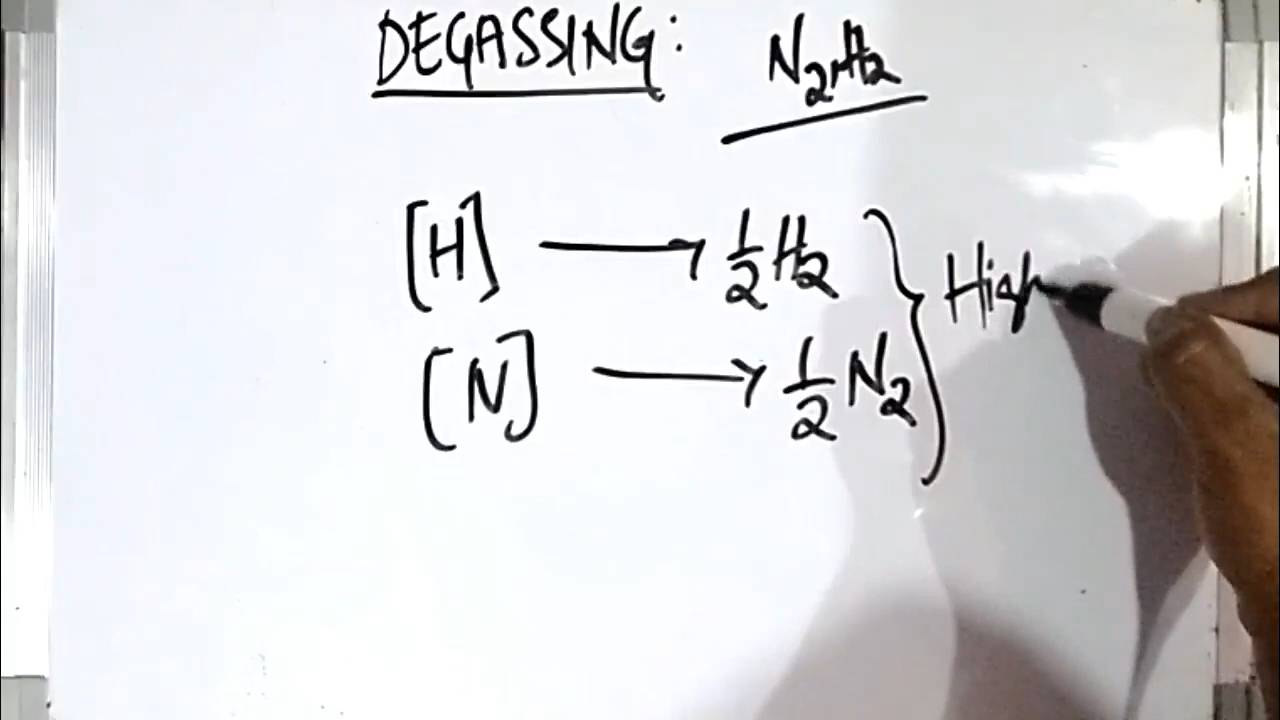 DEGASSING: N₂, H₂
[H] → ½H₂
[N] → ½N₂ } High